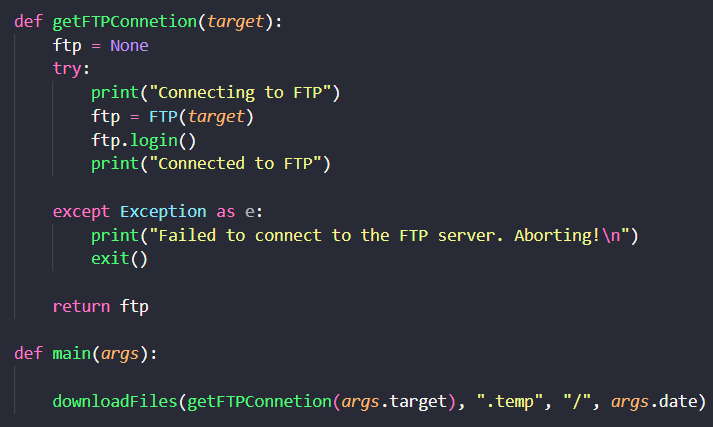 def getFTPConnetion(target):
    ftp = None
    try:
        print("Connecting to FTP")
        ftp = FTP(target)
        ftp.login()
        print("Connected to FTP")
    except Exception as e:
        print("Failed to connect to the FTP server. Aborting!\n")
        exit()
    return ftp
def main(args):
    downloadFiles(getFTPConnetion(args.target), ".temp", "/", args.date)